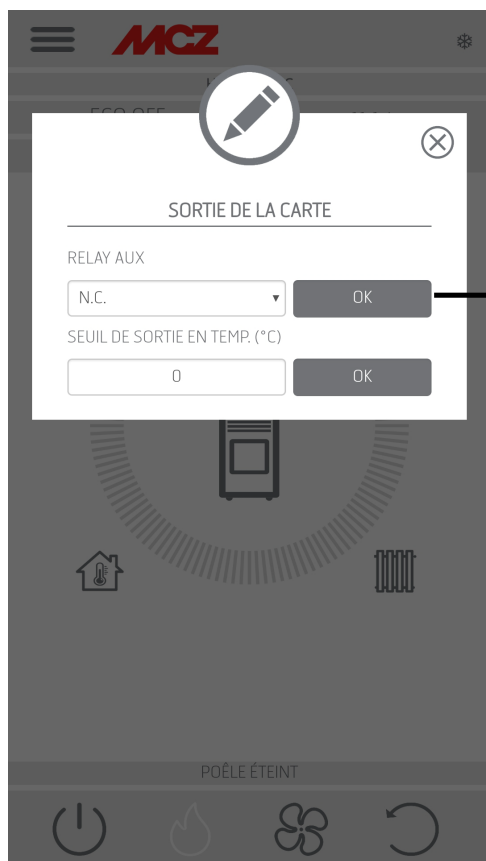 MCZ
SORTIE DE LA CARTE
RELAY AUX
N.C.
OK
SEUIL DE SORTIE EN TEMP. (°C)
0
OK
POÊLE ÉTEINT